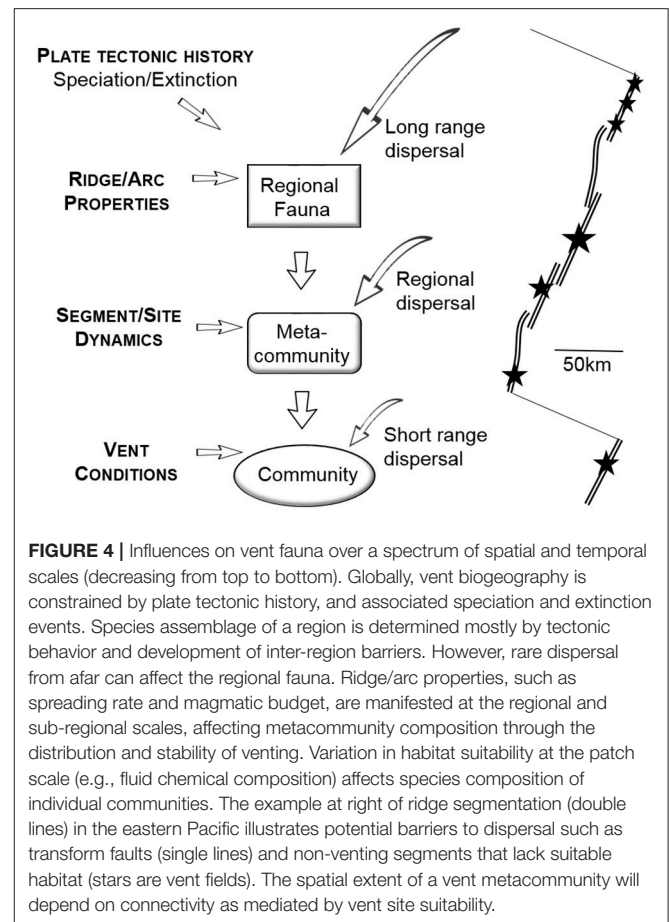 PLATE TECTONIC HISTORY
Speciation/Extinction
Long range
dispersal
RIDGE/ARC
PROPERTIES
Regional
Fauna
Regional
dispersal
SEGMENT/SITE
DYNAMICS
Meta-
community
50km
Short range
dispersal
VENT
CONDITIONS
Community
FIGURE 4 | Influences on vent fauna over a spectrum of spatial and temporal
scales (decreasing from top to bottom). Globally, vent biogeography is
constrained by plate tectonic history, and associated speciation and extinction
events. Species assemblage of a region is determined mostly by tectonic
behavior and development of inter-region barriers. However, rare dispersal
from afar can affect the regional fauna. Ridge/arc properties, such as
spreading rate and magmatic budget, are manifested at the regional and
sub-regional scales, affecting metacommunity composition through the
distribution and stability of venting. Variation in habitat suitability at the patch
scale (e.g., fluid chemical composition) affects species composition of
individual communities. The example at right of ridge segmentation (double
lines) in the eastern Pacific illustrates potential barriers to dispersal such as
transform faults (single lines) and non-venting segments that lack suitable
habitat (stars are vent fields). The spatial extent of a vent metacommunity will
depend on connectivity as mediated by vent site suitability.